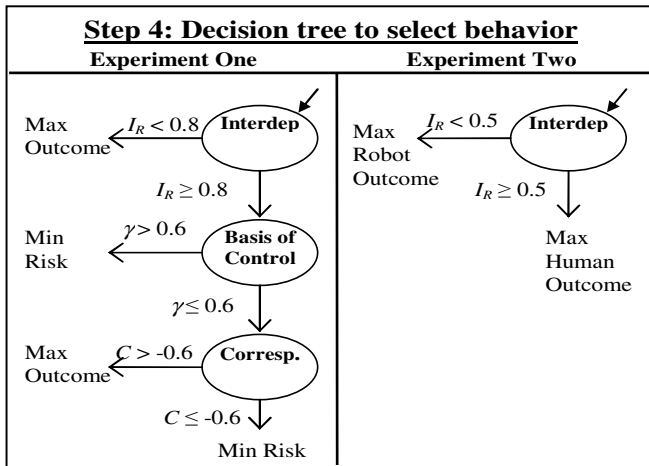 Step 4: Decision tree to select behavior
Experiment One
Max
Outcome
I_R < 0.8
Interdep
I_R ≥ 0.8
Min
Risk
γ > 0.6
Basis of
Control
γ ≤ 0.6
Max
Outcome
C > -0.6
Corresp.
C ≤ -0.6
Min Risk
Experiment Two
Max
Robot
Outcome
I_R < 0.5
Interdep
I_R ≥ 0.5
Max
Human
Outcome